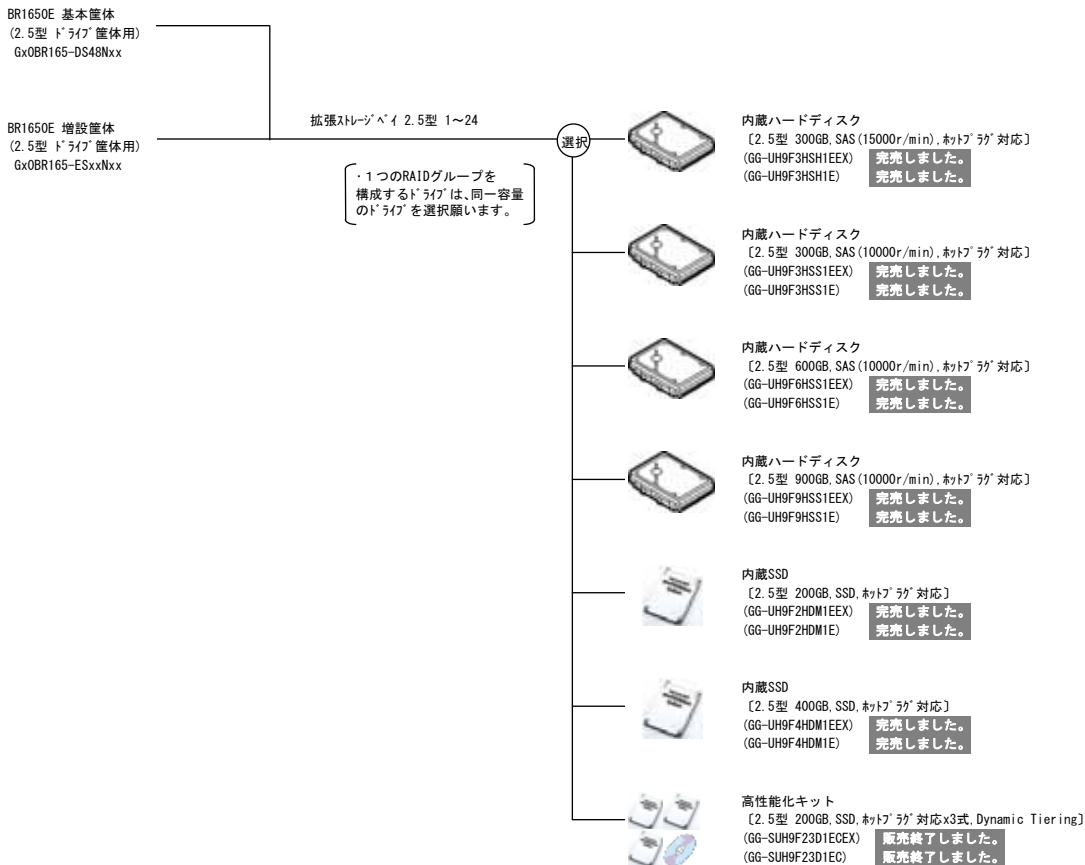 BR1650E 基本筐体
(2.5型 ﾄﾞﾗｲﾌﾞ筐体用)
GxOBR165-DS48Nxx
BR1650E 増設筐体
(2.5型 ﾄﾞﾗｲﾌﾞ筐体用)
GxOBR165-ESxxNxx
拡張ｽﾄﾚｰｼﾞﾍﾞｲ 2.5型 1～24
・１つのRAIDグループを
構成するﾄﾞﾗｲﾌﾞは、同一容量
のﾄﾞﾗｲﾌﾞを選択願います。
選択
内蔵ハードディスク
〔2.5型 300GB,SAS(15000r/min),ﾎｯﾄﾌﾟﾗｸﾞ対応〕
(GG-UH9F3HSH1EEX) 完売しました。
(GG-UH9F3HSH1E) 完売しました。
内蔵ハードディスク
〔2.5型 300GB,SAS(10000r/min),ﾎｯﾄﾌﾟﾗｸﾞ対応〕
(GG-UH9F3HSS1EEX) 完売しました。
(GG-UH9F3HSS1E) 完売しました。
内蔵ハードディスク
〔2.5型 600GB,SAS(10000r/min),ﾎｯﾄﾌﾟﾗｸﾞ対応〕
(GG-UH9F6HSS1EEX) 完売しました。
(GG-UH9F6HSS1E) 完売しました。
内蔵ハードディスク
〔2.5型 900GB,SAS(10000r/min),ﾎｯﾄﾌﾟﾗｸﾞ対応〕
(GG-UH9F9HSS1EEX) 完売しました。
(GG-UH9F9HSS1E) 完売しました。
内蔵SSD
〔2.5型 200GB,SSD,ﾎｯﾄﾌﾟﾗｸﾞ対応〕
(GG-UH9F2HDM1EEX) 完売しました。
(GG-UH9F2HDM1E) 完売しました。
内蔵SSD
〔2.5型 400GB,SSD,ﾎｯﾄﾌﾟﾗｸﾞ対応〕
(GG-UH9F4HDM1EEX) 完売しました。
(GG-UH9F4HDM1E) 完売しました。
高性能化キット
〔2.5型 200GB,SSD,ﾎｯﾄﾌﾟﾗｸﾞ対応x3式,Dynamic Tiering〕
(GG-SUH9F23D1ECEX) 販売終了しました。
(GG-SUH9F23D1EC) 販売終了しました。